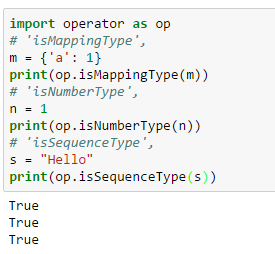 import operator as op
# 'isMappingType',
m = {'a': 1}
print(op.isMappingType(m))
# 'isNumberType',
n = 1
print(op.isNumberType(n))
# 'isSequenceType',
s = "Hello"
print(op.isSequenceType(s))
True
True
True